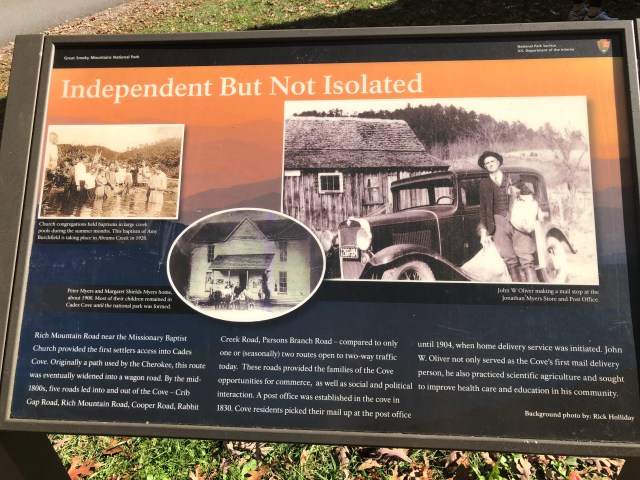 Great Smoky Mountains National Park
National Park Service
U.S. Department of the Interior
Independent But Not Isolated
Church congregations held baptisms in large creek
pools during the summer months. This baptism of Amy
Burchfield is taking place in Abrams Creek in 1920.
Peter Myers and Margaret Shields Myers home,
about 1908. Most of their children remained in
Cades Cove until the national park was formed.
John W Oliver making a mail stop at the
Jonathan Myers Store and Post Office
Rich Mountain Road near the Missionary Baptist
Church provided the first settlers access into Cades
Cove. Originally a path used by the Cherokee, this route
was eventually widened into a wagon road. By the mid-
1800s, five roads led into and out of the Cove – Crib
Gap Road, Rich Mountain Road, Cooper Road, Rabbit
Creek Road, Parsons Branch Road – compared to only
one or (seasonally) two routes open to two-way traffic
today. These roads provided the families of the Cove
opportunities for commerce, as well as social and political
interaction. A post office was established in the cove in
1830. Cove residents picked their mail up at the post office
until 1904, when home delivery service was initiated. John
W. Oliver not only served as the Cove's first mail delivery
person, he also practiced scientific agriculture and sought
to improve health care and education in his community.
Background photo by: Rick Holliday